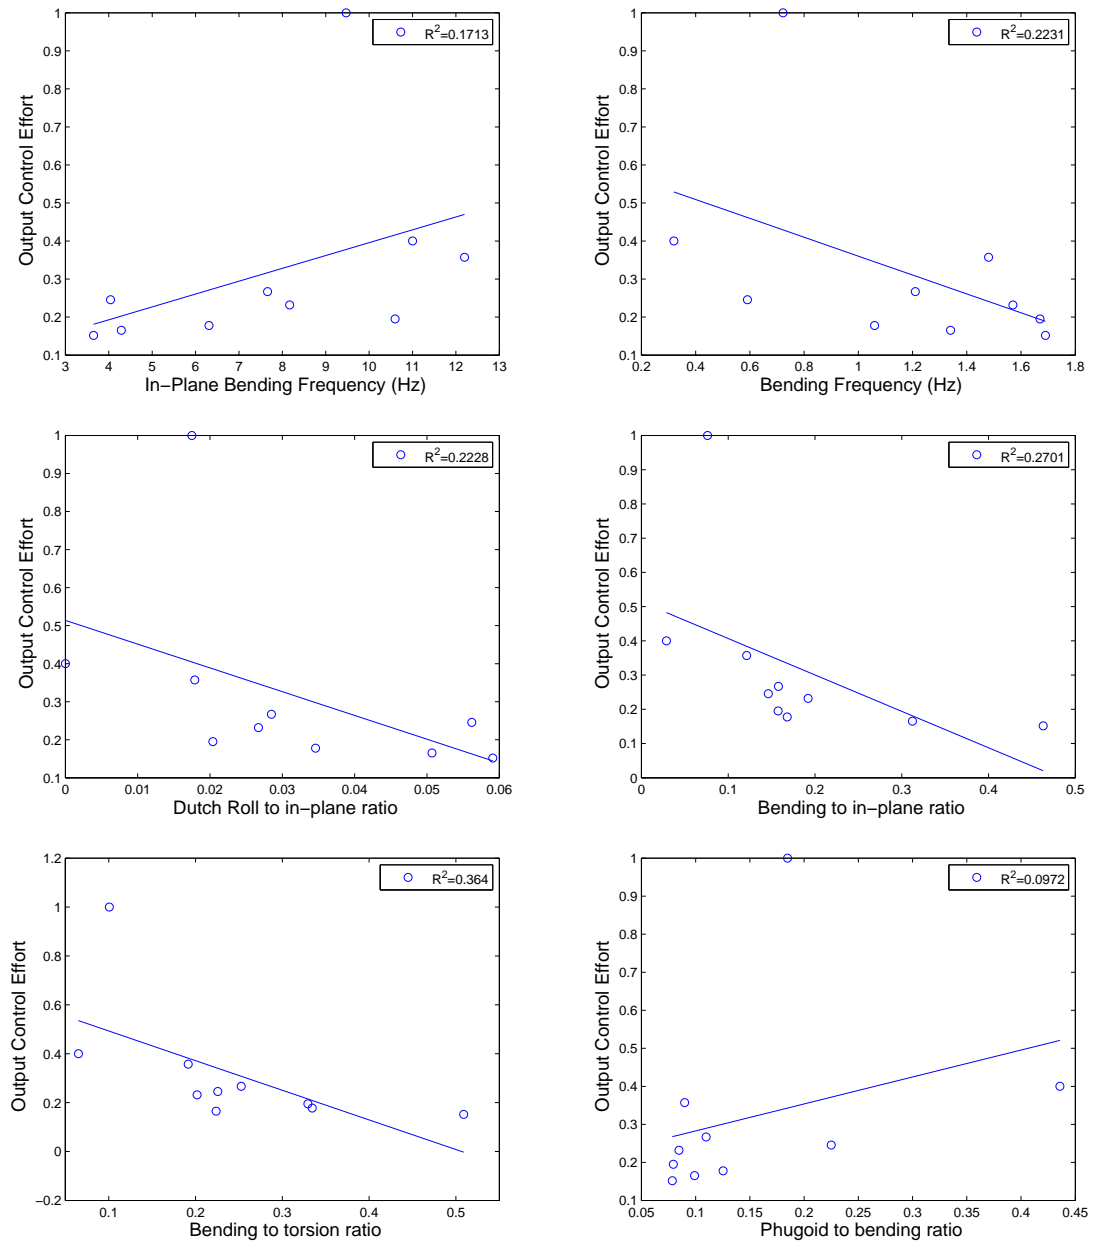 R²=0.1713
1
0.9
0.8
0.7
0.6
0.5
0.4
0.3
0.2
0.1
Output Control Effort
3 4 5 6 7 8 9 10 11 12 13
In−Plane Bending Frequency (Hz)
R²=0.2231
1
0.9
0.8
0.7
0.6
0.5
0.4
0.3
0.2
0.1
Output Control Effort
0.2 0.4 0.6 0.8 1 1.2 1.4 1.6 1.8
Bending Frequency (Hz)
R²=0.2228
1
0.9
0.8
0.7
0.6
0.5
0.4
0.3
0.2
0.1
Output Control Effort
0 0.01 0.02 0.03 0.04 0.05 0.06
Dutch Roll to in−plane ratio
R²=0.2701
1
0.9
0.8
0.7
0.6
0.5
0.4
0.3
0.2
0.1
0
Output Control Effort
0 0.1 0.2 0.3 0.4 0.5
Bending to in−plane ratio
R²=0.364
1.2
1
0.8
0.6
0.4
0.2
0
−0.2
Output Control Effort
0.1 0.2 0.3 0.4 0.5
Bending to torsion ratio
R²=0.0972
1
0.9
0.8
0.7
0.6
0.5
0.4
0.3
0.2
0.1
Output Control Effort
0.05 0.1 0.15 0.2 0.25 0.3 0.35 0.4 0.45
Phugoid to bending ratio